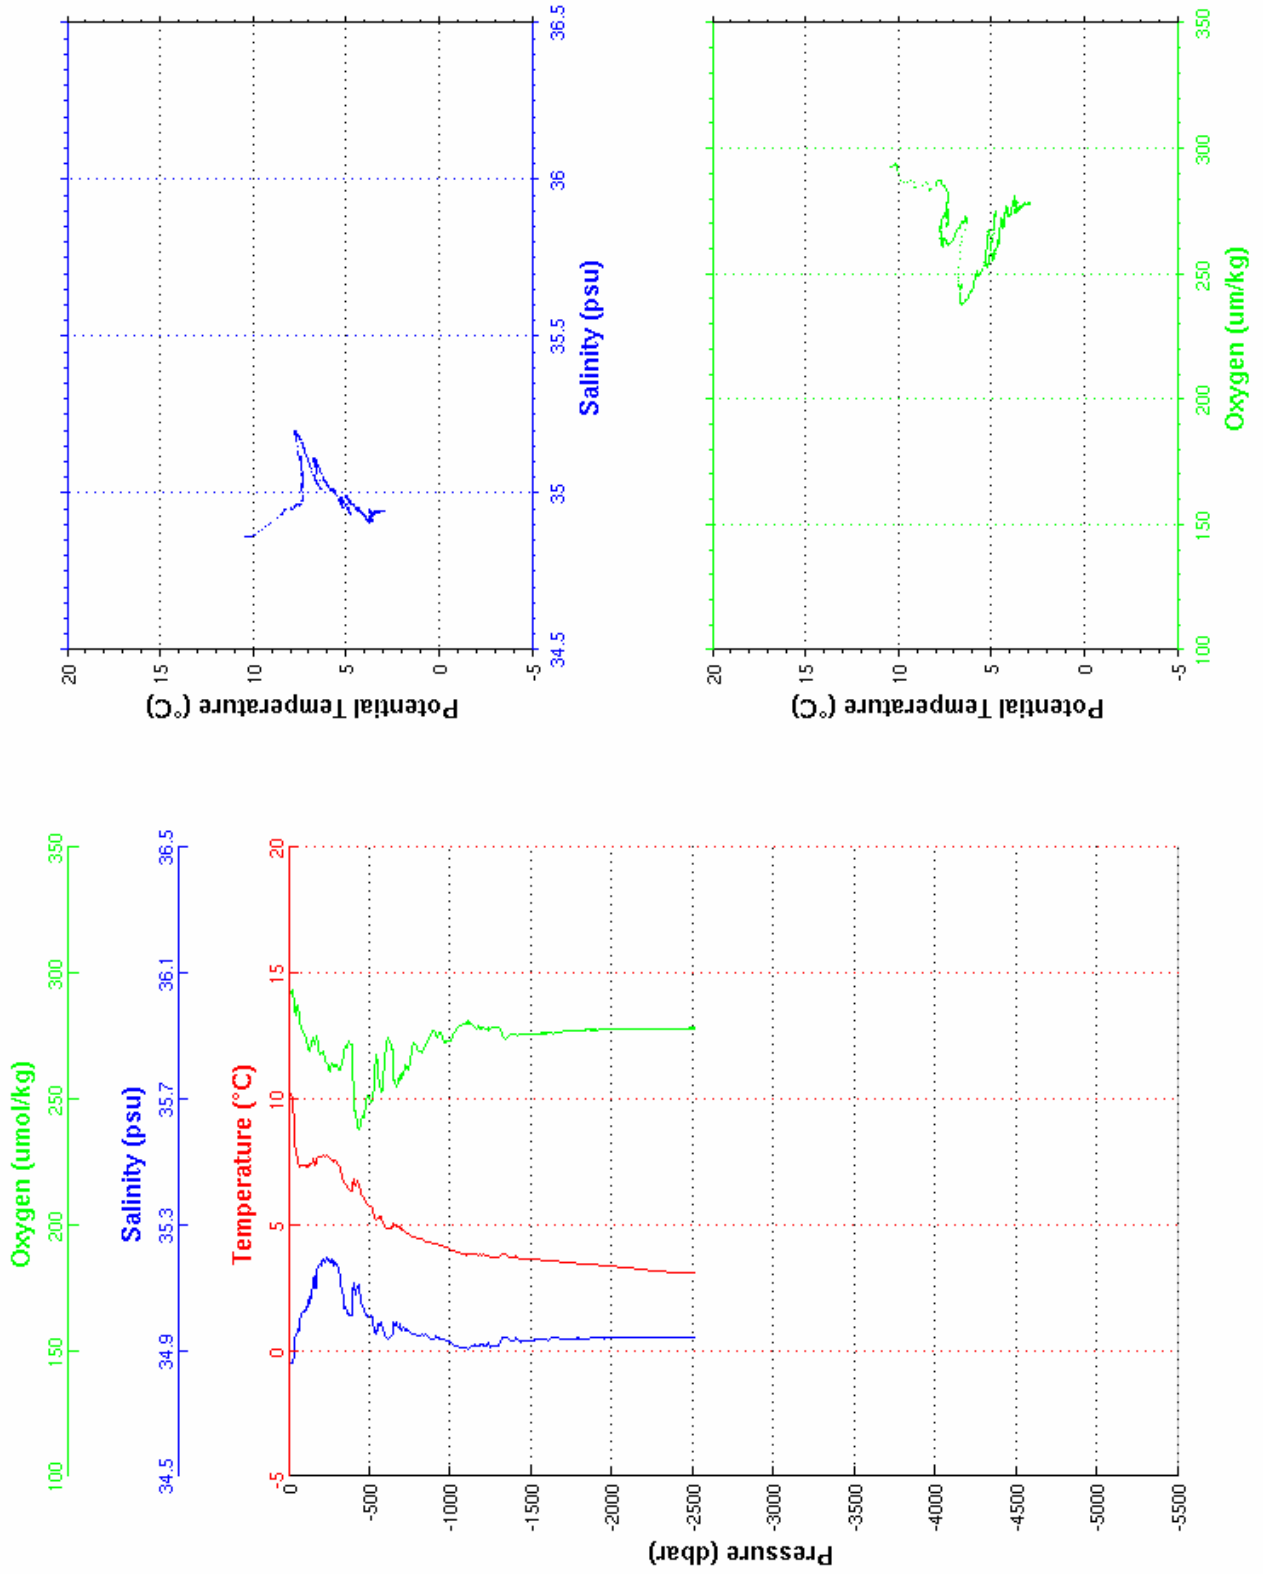 Oxygen (umol/kg)
100 150 200 250 300 350
Salinity (psu)
34.5 34.9 35.3 35.7 36.1 36.5
Temperature (°C)
-5 0 5 10 15 20
0
-500
-1000
-1500
-2000
-2500
-3000
-3500
-4000
-4500
-5000
-5500
Pressure (dbar)
20
15
10
5
0
-5
Potential Temperature (°C)
34.5 35 35.5 36 36.5
Salinity (psu)
20
15
10
5
0
-5
Potential Temperature (°C)
100 150 200 250 300 350
Oxygen (um/kg)